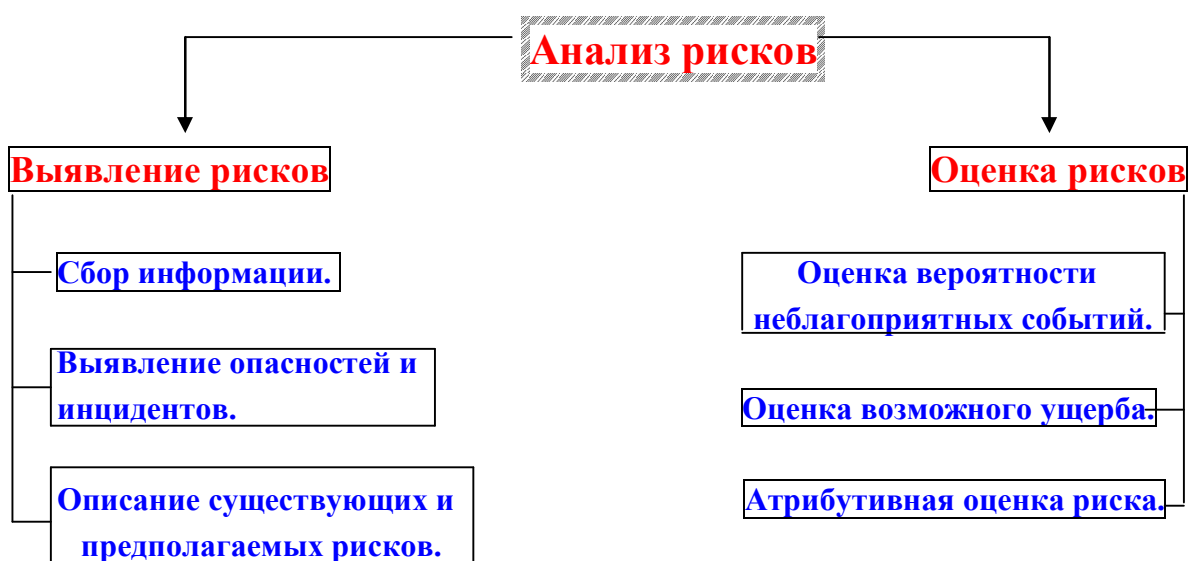 Анализ рисков
Выявление рисков
Сбор информации.
Выявление опасностей и
инцидентов.
Описание существующих и
предполагаемых рисков.
Оценка рисков
Оценка вероятности
неблагоприятных событий.
Оценка возможного ущерба.
Атрибутивная оценка риска.